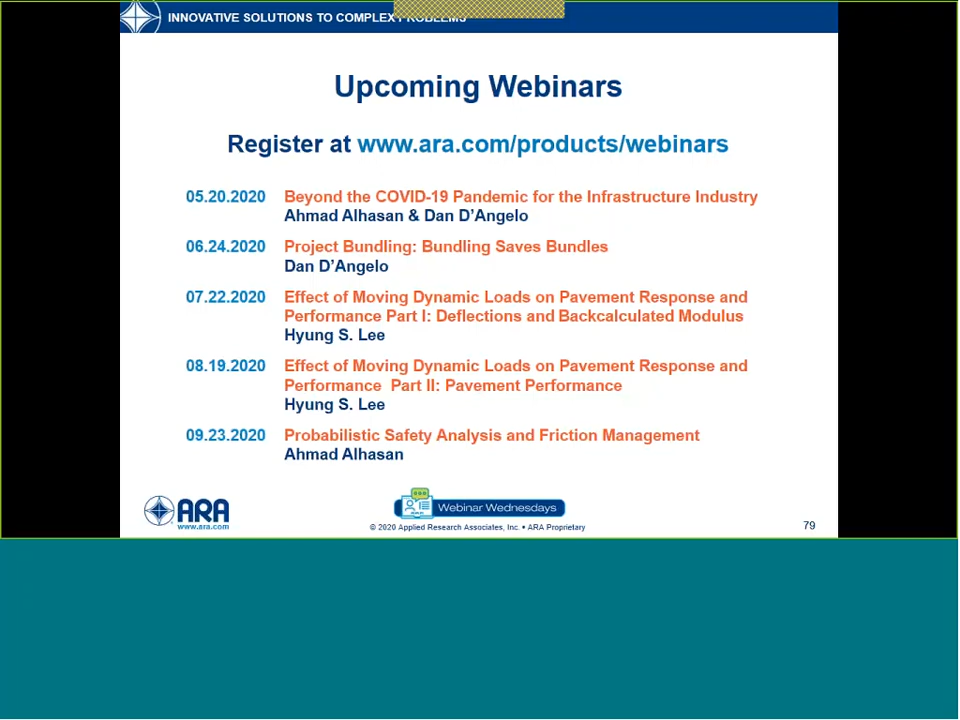 INNOVATIVE SOLUTIONS TO COMPLEX PROBLEMS
Upcoming Webinars
Register at www.ara.com/products/webinars
05.20.2020 Beyond the COVID-19 Pandemic for the Infrastructure Industry
Ahmad Alhasan & Dan D’Angelo
06.24.2020 Project Bundling: Bundling Saves Bundles
Dan D’Angelo
07.22.2020 Effect of Moving Dynamic Loads on Pavement Response and
Performance Part I: Deflections and Backcalculated Modulus
Hyung S. Lee
08.19.2020 Effect of Moving Dynamic Loads on Pavement Response and
Performance Part II: Pavement Performance
Hyung S. Lee
09.23.2020 Probabilistic Safety Analysis and Friction Management
Ahmad Alhasan
ARA
www.ara.com
Webinar Wednesdays
© 2020 Applied Research Associates, Inc. • ARA Proprietary
79